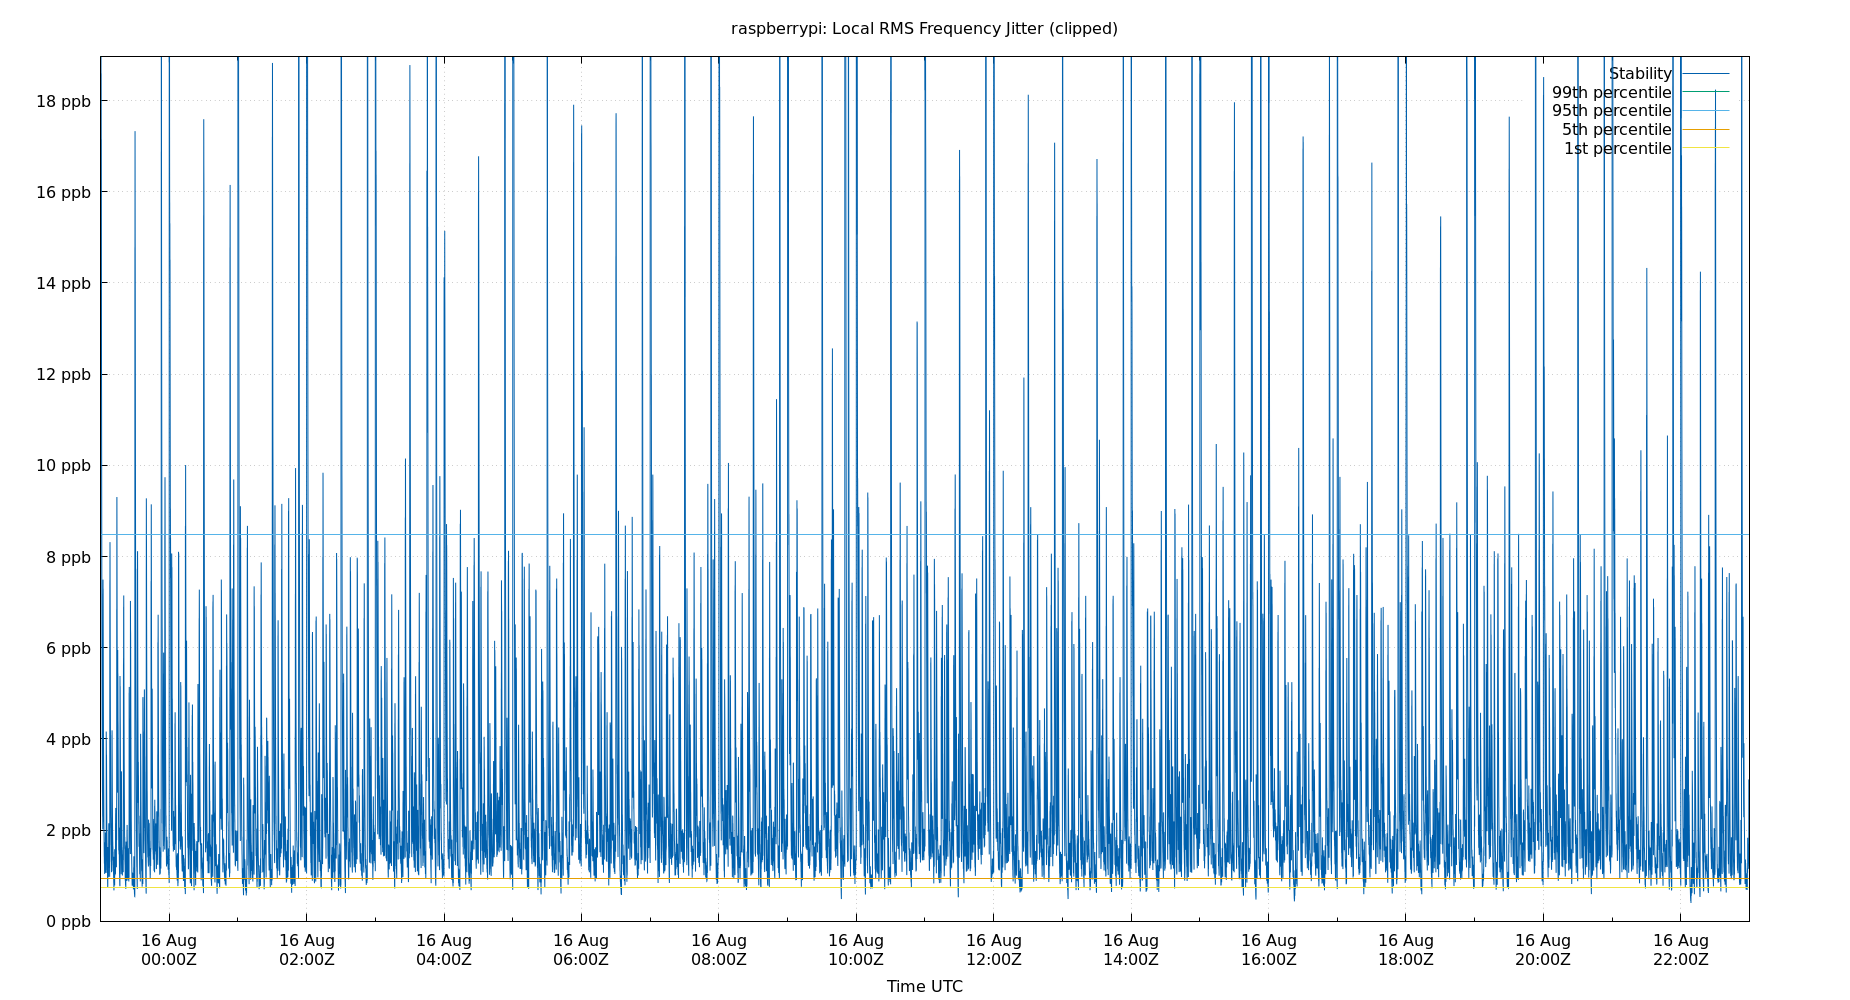 raspberrypi: Local RMS Frequency Jitter (clipped)
Stability
99th percentile
95th percentile
5th percentile
1st percentile
18 ppb
16 ppb
14 ppb
12 ppb
10 ppb
8 ppb
6 ppb
4 ppb
2 ppb
0 ppb
16 Aug 16 Aug 16 Aug 16 Aug 16 Aug 16 Aug 16 Aug 16 Aug 16 Aug 16 Aug 16 Aug 16 Aug
00:00Z 02:00Z 04:00Z 06:00Z 08:00Z 10:00Z 12:00Z 14:00Z 16:00Z 18:00Z 20:00Z 22:00Z
Time UTC